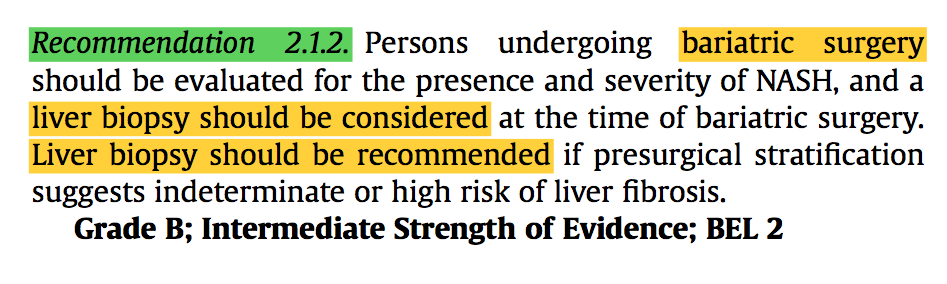 Recommendation 2.1.2. Persons undergoing bariatric surgery
should be evaluated for the presence and severity of NASH, and a
liver biopsy should be considered at the time of bariatric surgery.
Liver biopsy should be recommended if presurgical stratification
suggests indeterminate or high risk of liver fibrosis.
Grade B; Intermediate Strength of Evidence; BEL 2